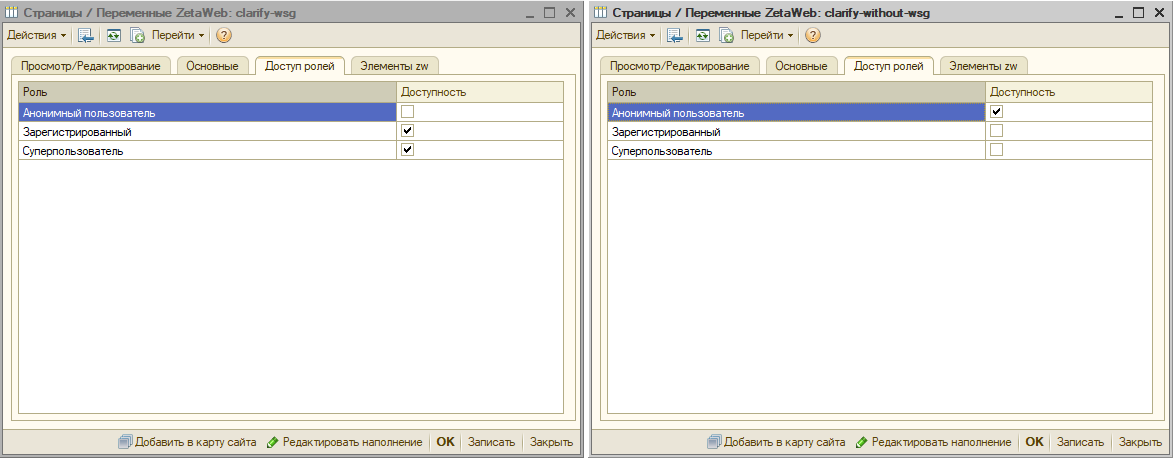 Страницы / Переменные ZetaWeb: clarify-wsg
Действия Перейти
Просмотр/Редактирование Основные Доступ ролей Элементы zw
Роль Доступность
Анонимный пользователь
Зарегистрированный
Суперпользователь
Добавить в карту сайта Редактировать наполнение OK Записать Закрыть
Страницы / Переменные ZetaWeb: clarify-without-wsg
Действия Перейти
Просмотр/Редактирование Основные Доступ ролей Элементы zw
Роль Доступность
Анонимный пользователь
Зарегистрированный
Суперпользователь
Добавить в карту сайта Редактировать наполнение OK Записать Закрыть